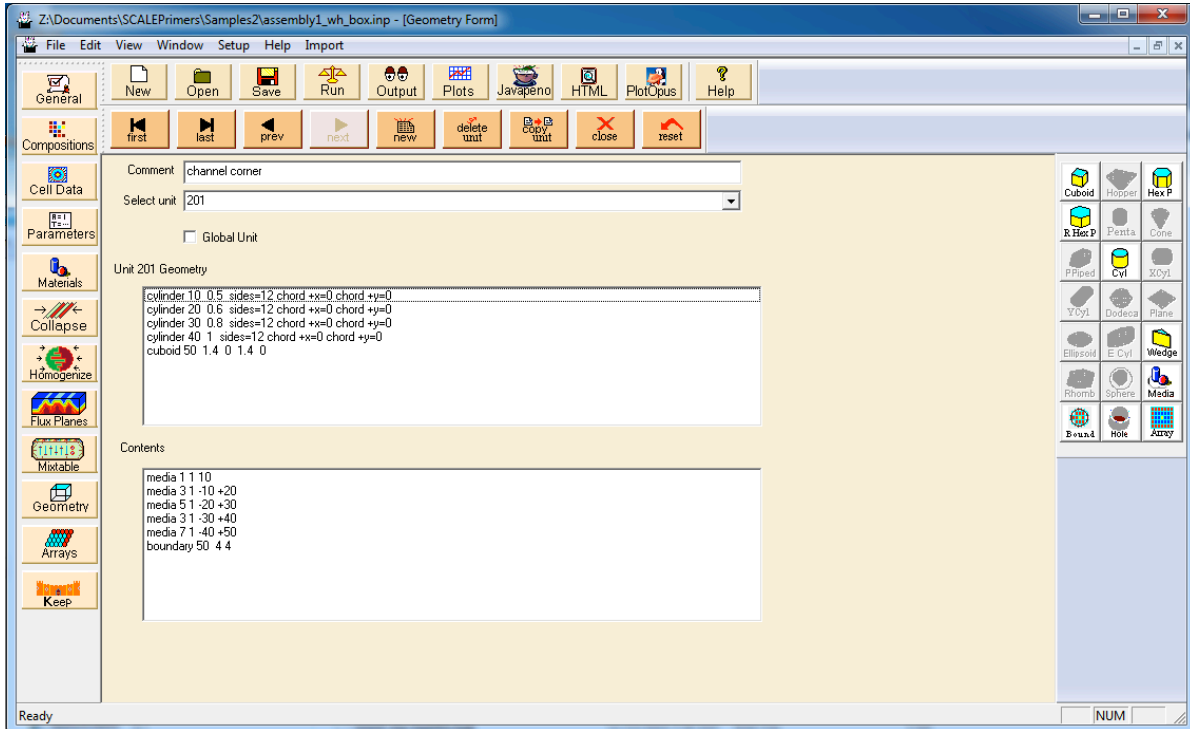 Z:\Documents\SCALEPrimers\Samples2\assembly1_wh_box.inp - [Geometry Form]
File Edit View Window Setup Help Import
General
New Open Save Run Output Plots Javapeno HTML PlotOpus Help
Compositions
first last prev next new delete unit copy unit close reset
Cell Data
Parameters
Materials
Collapse
Homogenize
Flux Planes
Mixtable
Geometry
Arrays
Keep
Comment channel corner
Select unit 201
Global Unit
Unit 201 Geometry
cylinder 10 0.5 sides=12 chord +x=0 chord +y=0
cylinder 20 0.6 sides=12 chord +x=0 chord +y=0
cylinder 30 0.8 sides=12 chord +x=0 chord +y=0
cylinder 40 1 sides=12 chord +x=0 chord +y=0
cuboid 50 1.4 0 1.4 0
Contents
media 1 1 10
media 3 1 -10 +20
media 5 1 -20 +30
media 3 1 -30 +40
media 7 1 -40 +50
boundary 50 4 4
Cuboid Hopper Hex P
R Hex P Penta Cone
PPiped Cyl XCyl
YCyl Dodeca Plane
Ellipsoid E Cyl Wedge
Rhomb Sphere Media
Bound Hole Array
Ready
NUM